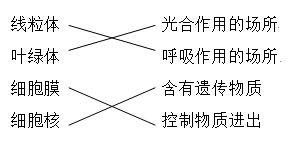 线粒体 光合作用的场所
叶绿体 呼吸作用的场所
细胞膜 含有遗传物质
细胞核 控制物质进出